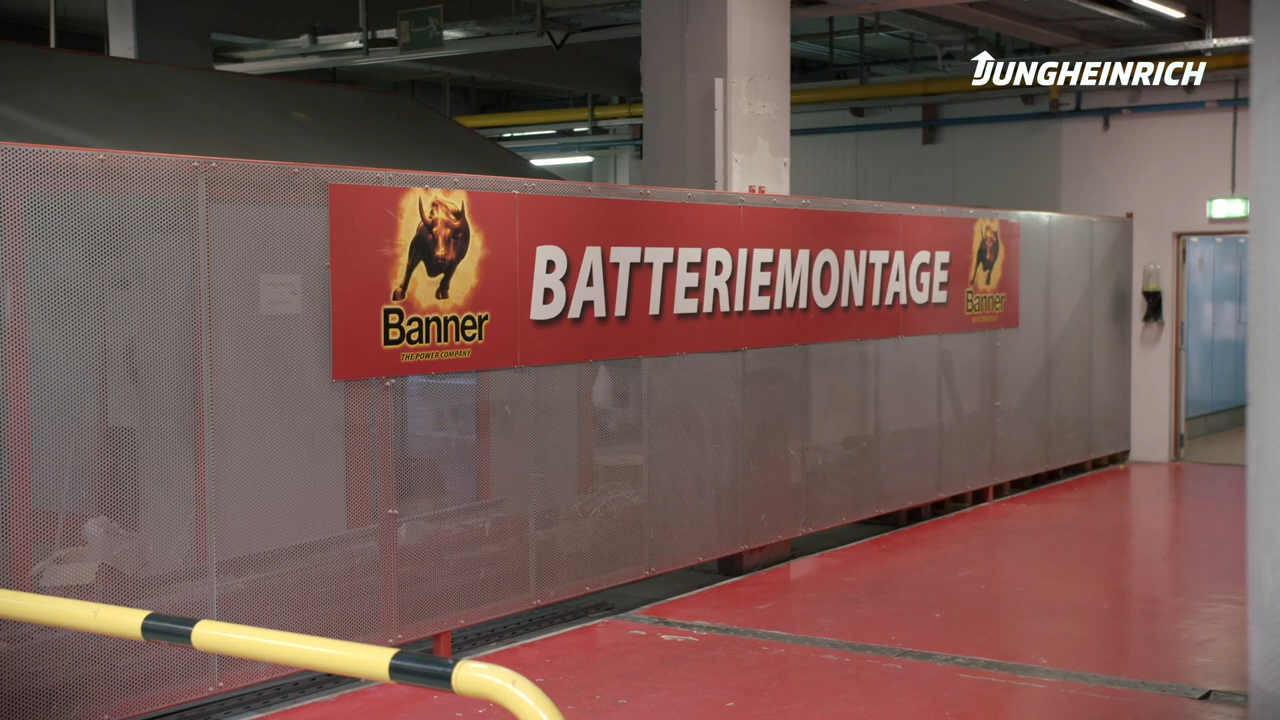 JUNGHEINRICH
BATTERIEMONTAGE
Banner
THE POWER COMPANY
Banner